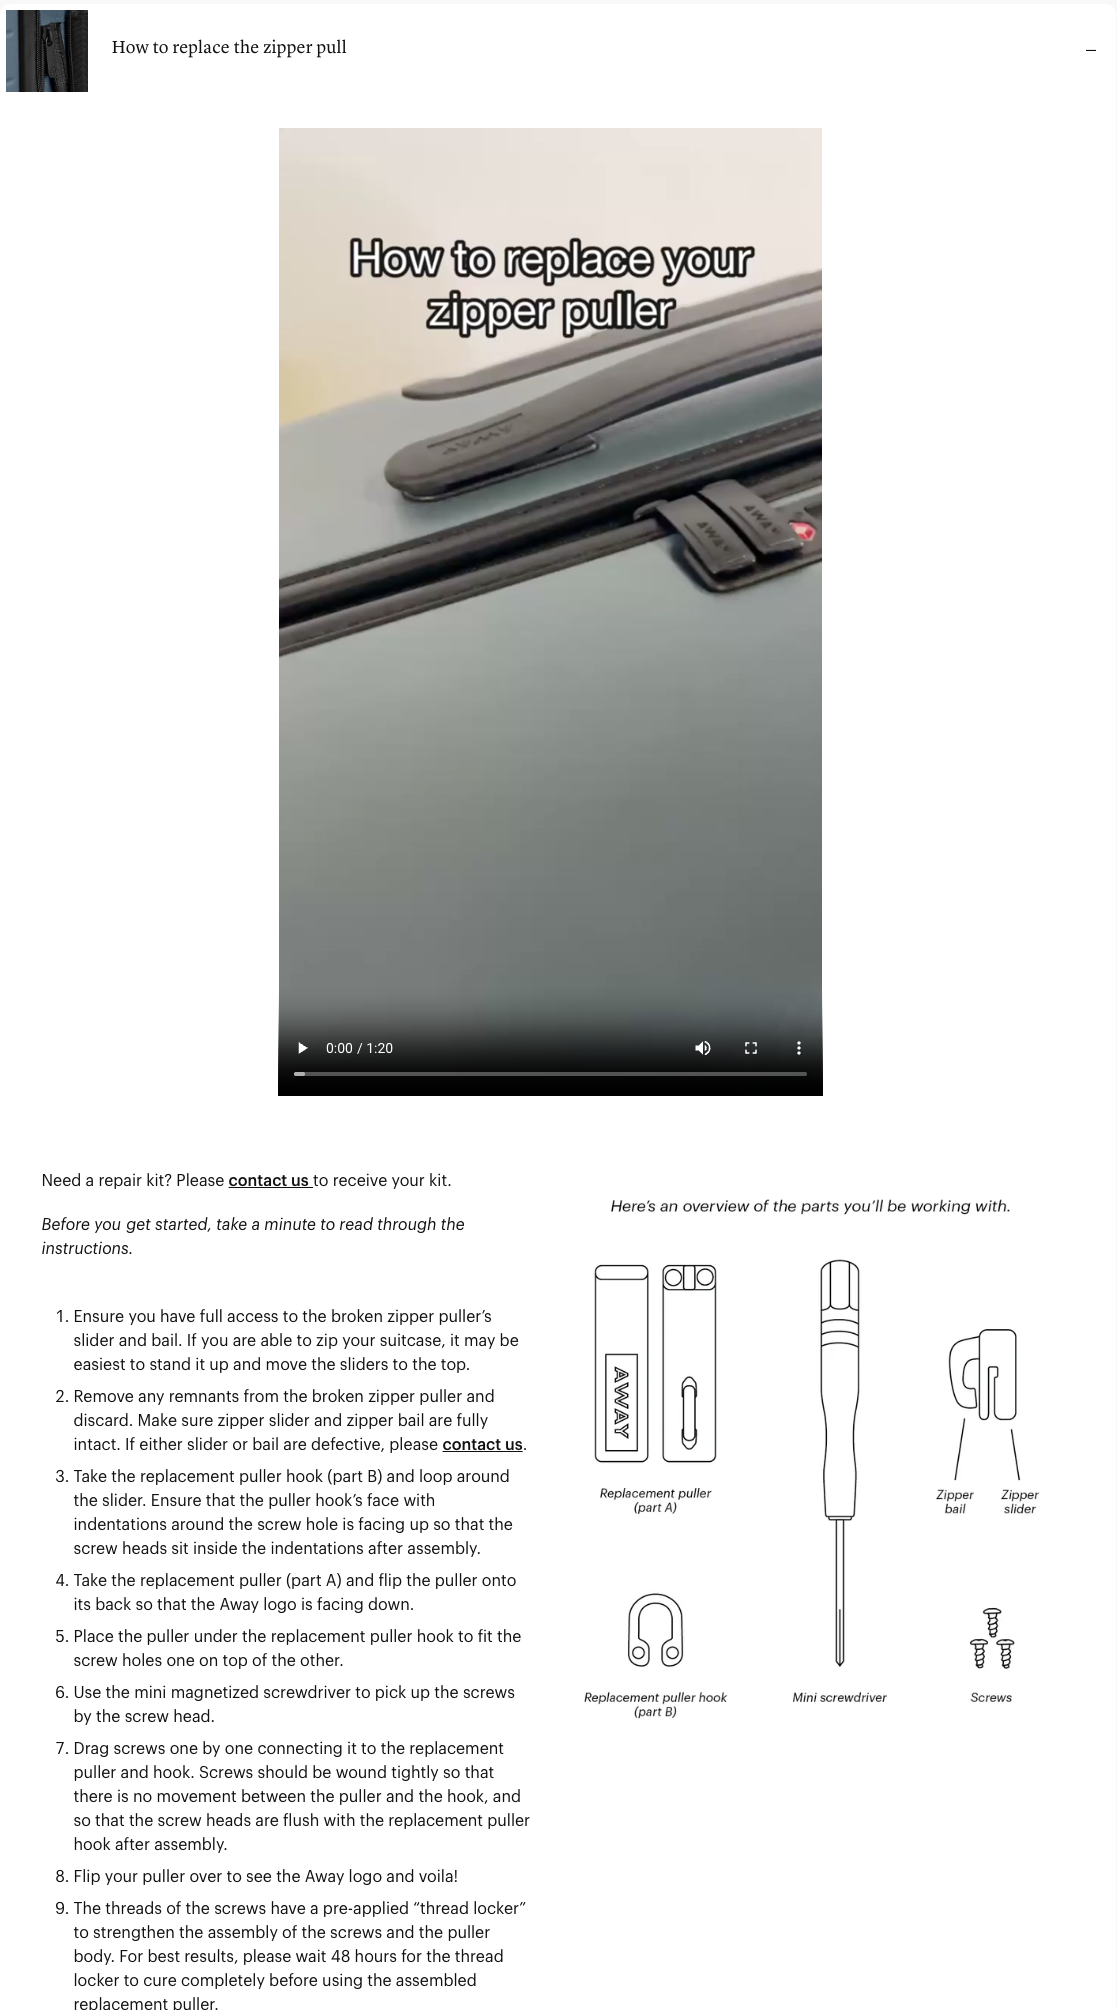 How to replace the zipper pull
–
How to replace your
zipper puller
AWAY
AWAY
AWAY
0:00 / 1:20
Need a repair kit? Please contact us to receive your kit.
Before you get started, take a minute to read through the
instructions.
1. Ensure you have full access to the broken zipper puller’s
slider and bail. If you are able to zip your suitcase, it may be
easiest to stand it up and move the sliders to the top.
2. Remove any remnants from the broken zipper puller and
discard. Make sure zipper slider and zipper bail are fully
intact. If either slider or bail are defective, please contact us.
3. Take the replacement puller hook (part B) and loop around
the slider. Ensure that the puller hook’s face with
indentations around the screw hole is facing up so that the
screw heads sit inside the indentations after assembly.
4. Take the replacement puller (part A) and flip the puller onto
its back so that the Away logo is facing down.
5. Place the puller under the replacement puller hook to fit the
screw holes one on top of the other.
6. Use the mini magnetized screwdriver to pick up the screws
by the screw head.
7. Drag screws one by one connecting it to the replacement
puller and hook. Screws should be wound tightly so that
there is no movement between the puller and the hook, and
so that the screw heads are flush with the replacement puller
hook after assembly.
8. Flip your puller over to see the Away logo and voila!
9. The threads of the screws have a pre-applied “thread locker”
to strengthen the assembly of the screws and the puller
body. For best results, please wait 48 hours for the thread
locker to cure completely before using the assembled
replacement puller.
Here’s an overview of the parts you’ll be working with.
AWAY
Replacement puller
(part A)
Zipper
bail
Zipper
slider
Replacement puller hook
(part B)
Mini screwdriver
Screws